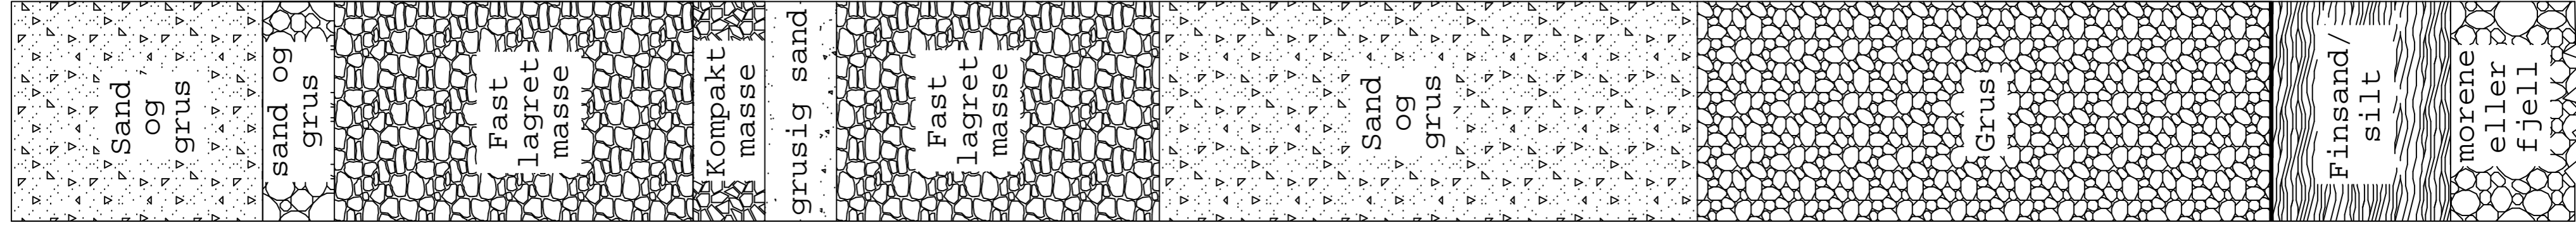 Sand
og
grus
sand og
grus
Fast
lagret
masse
Kompakt
masse
grusig sand
Fast
lagret
masse
Sand
og
grus
Grus
Finsand/
silt
morene
eller
fjell